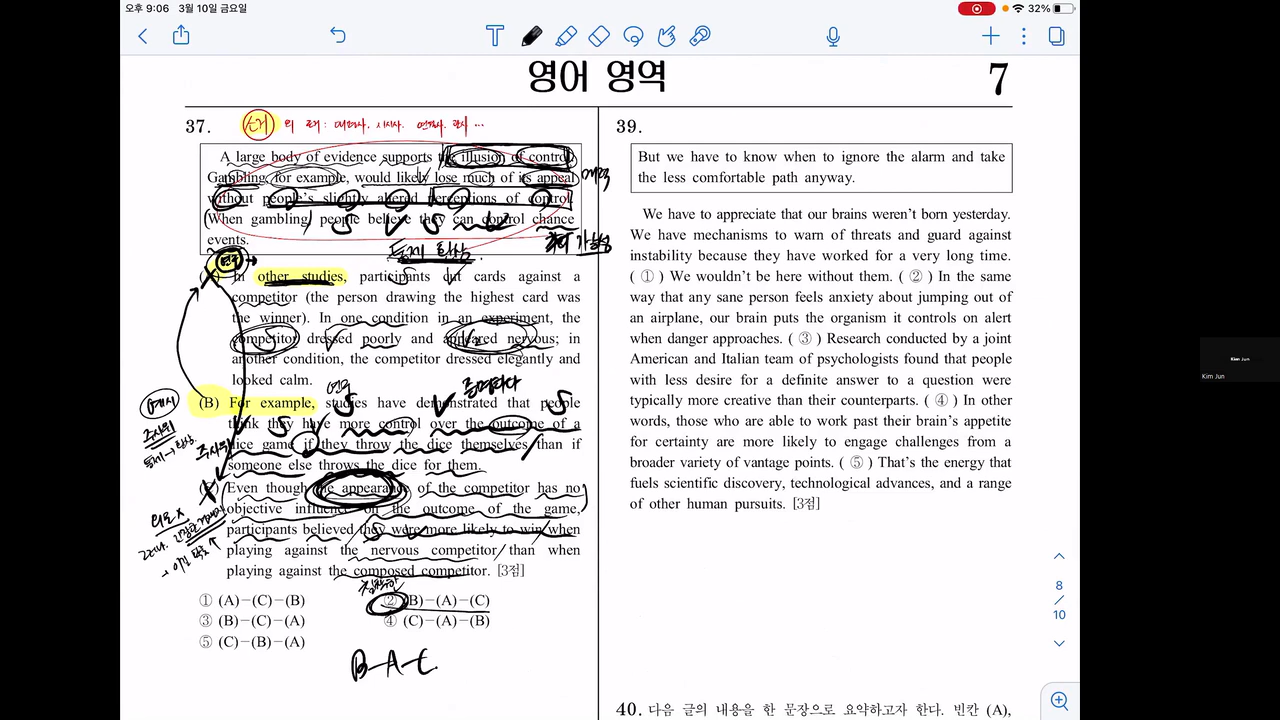 오후 9:06 3월 10일 금요일
32%
영어 영역
7
37.
A large body of evidence supports the illusion of control.
Gambling, for example, would likely lose much of its appeal
without people's slightly altered perceptions of control.
When gambling, people believe they can control chance
events.
통제 환상
(A) In other studies, participants cut cards against a
competitor (the person drawing the highest card was
the winner). In one condition in an experiment, the
competitor dressed poorly and appeared nervous; in
another condition, the competitor dressed elegantly and
looked calm.
(B) For example, studies have demonstrated that people
think they have more control over the outcome of a
dice game if they throw the dice themselves than if
someone else throws the dice for them.
Even though the appearance of the competitor has no
objective influence on the outcome of the game,
participants believed they were more likely to win when
playing against the nervous competitor than when
playing against the composed competitor. [3점]
① (A)-(C)-(B)
② (B)-(A)-(C)
③ (B)-(C)-(A)
④ (C)-(A)-(B)
⑤ (C)-(B)-(A)
B-A-C
39.
But we have to know when to ignore the alarm and take
the less comfortable path anyway.
We have to appreciate that our brains weren't born yesterday.
We have mechanisms to warn of threats and guard against
instability because they have worked for a very long time.
( ① ) We wouldn't be here without them. ( ② ) In the same
way that any sane person feels anxiety about jumping out of
an airplane, our brain puts the organism it controls on alert
when danger approaches. ( ③ ) Research conducted by a joint
American and Italian team of psychologists found that people
with less desire for a definite answer to a question were
typically more creative than their counterparts. ( ④ ) In other
words, those who are able to work past their brain's appetite
for certainty are more likely to engage challenges from a
broader variety of vantage points. ( ⑤ ) That's the energy that
fuels scientific discovery, technological advances, and a range
of other human pursuits. [3점]
8
/
10
40. 다음 글의 내용을 한 문장으로 요약하고자 한다. 빈칸 (A),
Kim Jun
Kim Jun